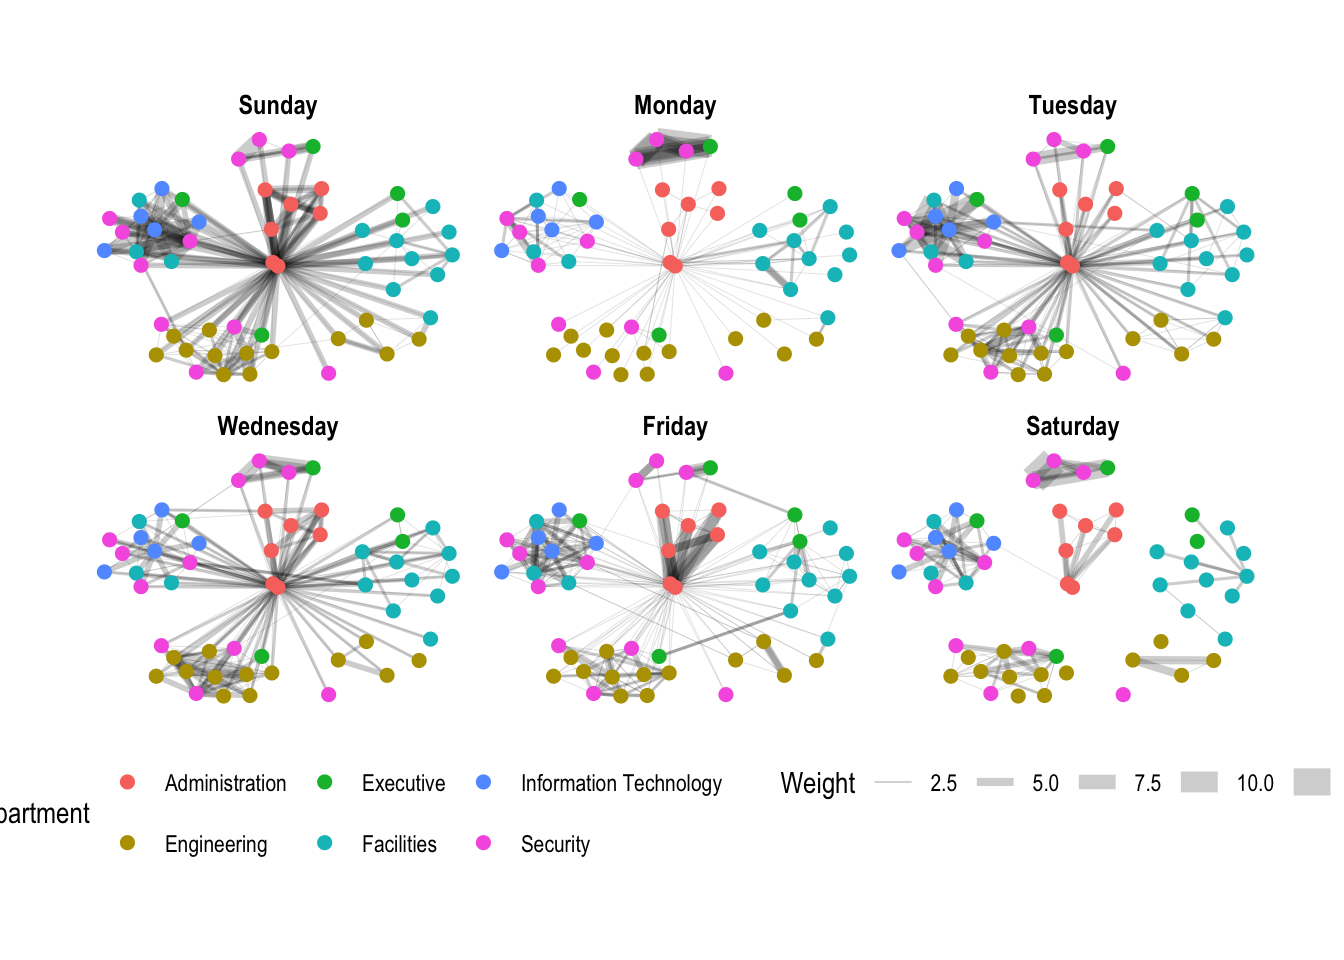 Sunday Monday Tuesday
Wednesday Friday Saturday
Administration Executive Information Technology Weight 2.5 5.0 7.5 10.0
partment
Engineering Facilities Security